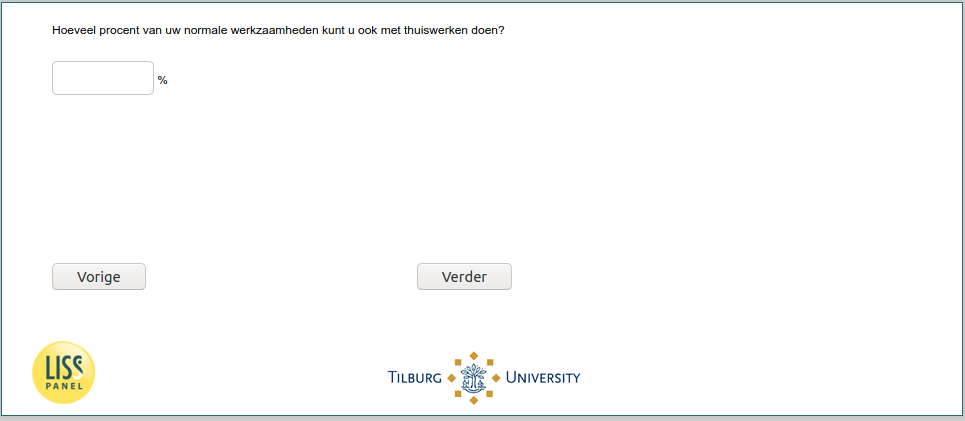 Hoeveel procent van uw normale werkzaamheden kunt u ook met thuiswerken doen?
%
Vorige Verder
LISS
PANEL
TILBURG UNIVERSITY